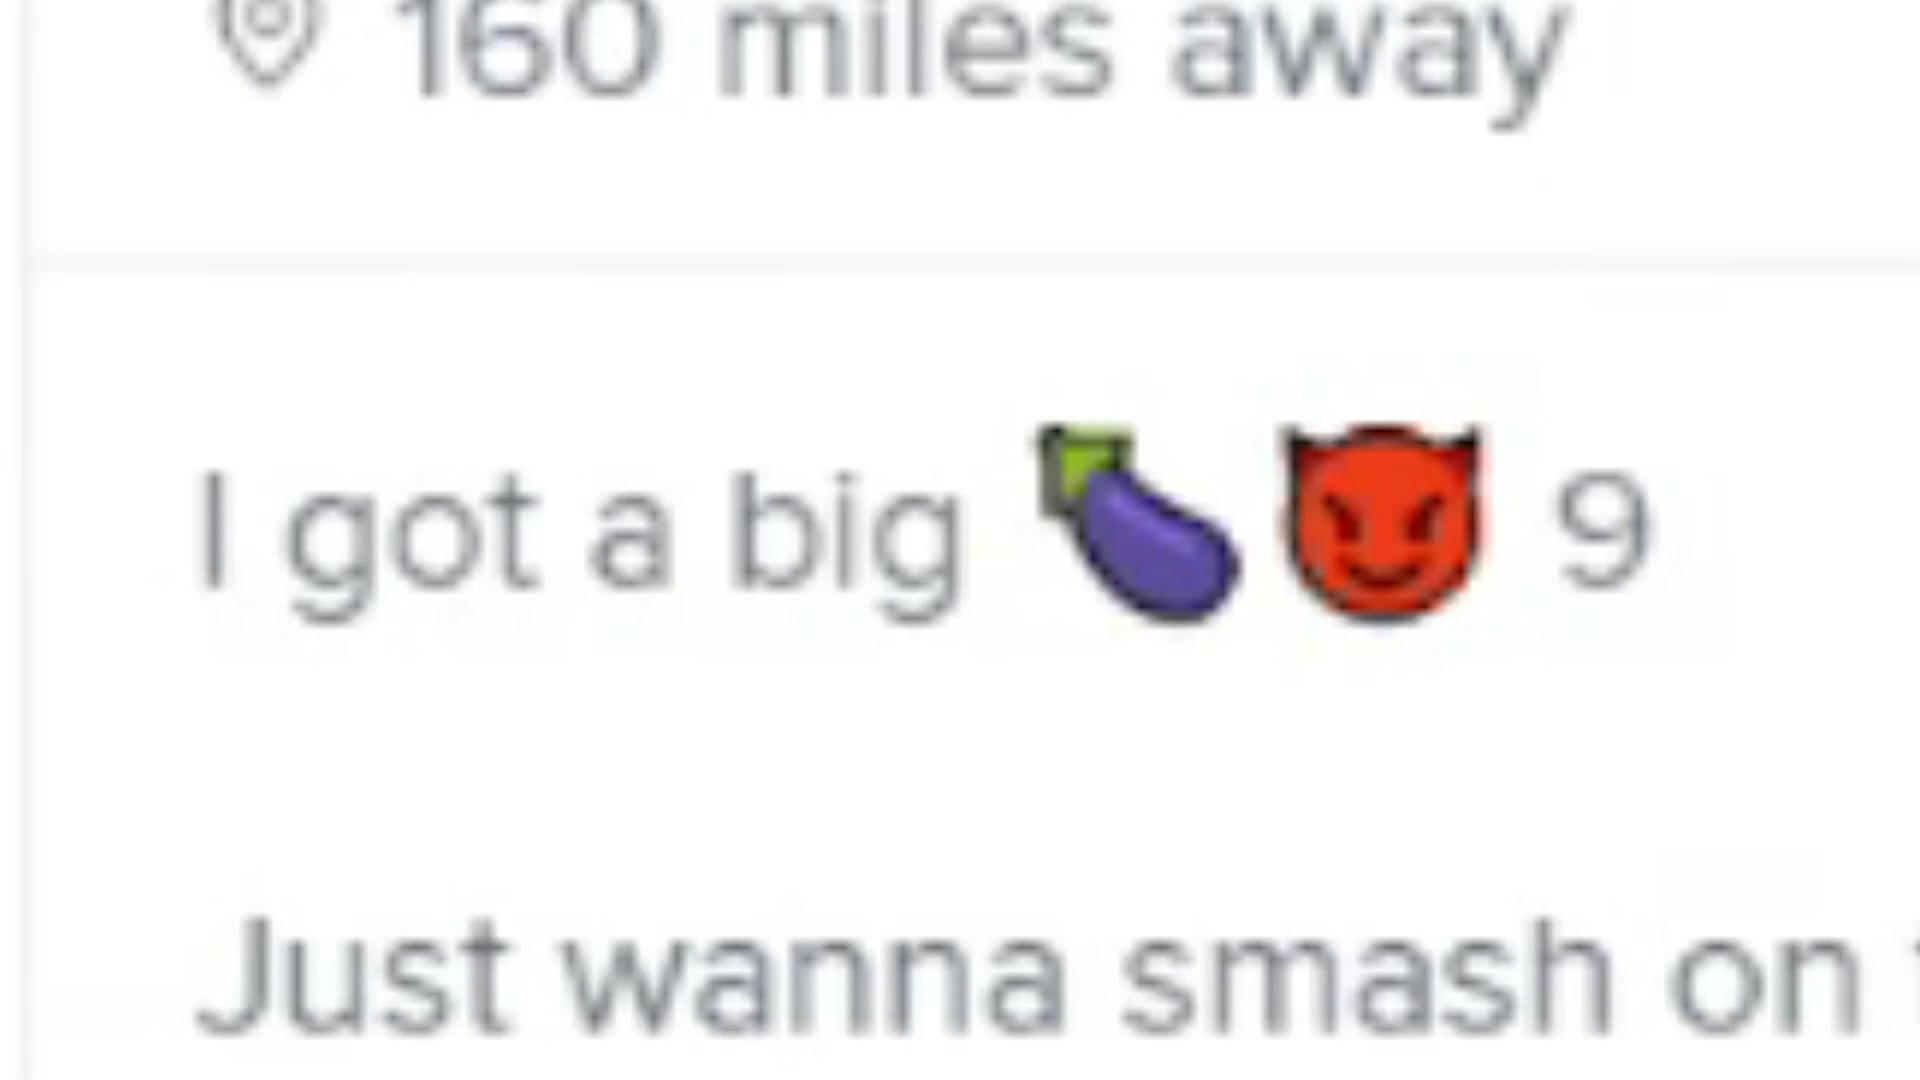 160 miles away
I got a big 🍆😈 9
Just wanna smash on